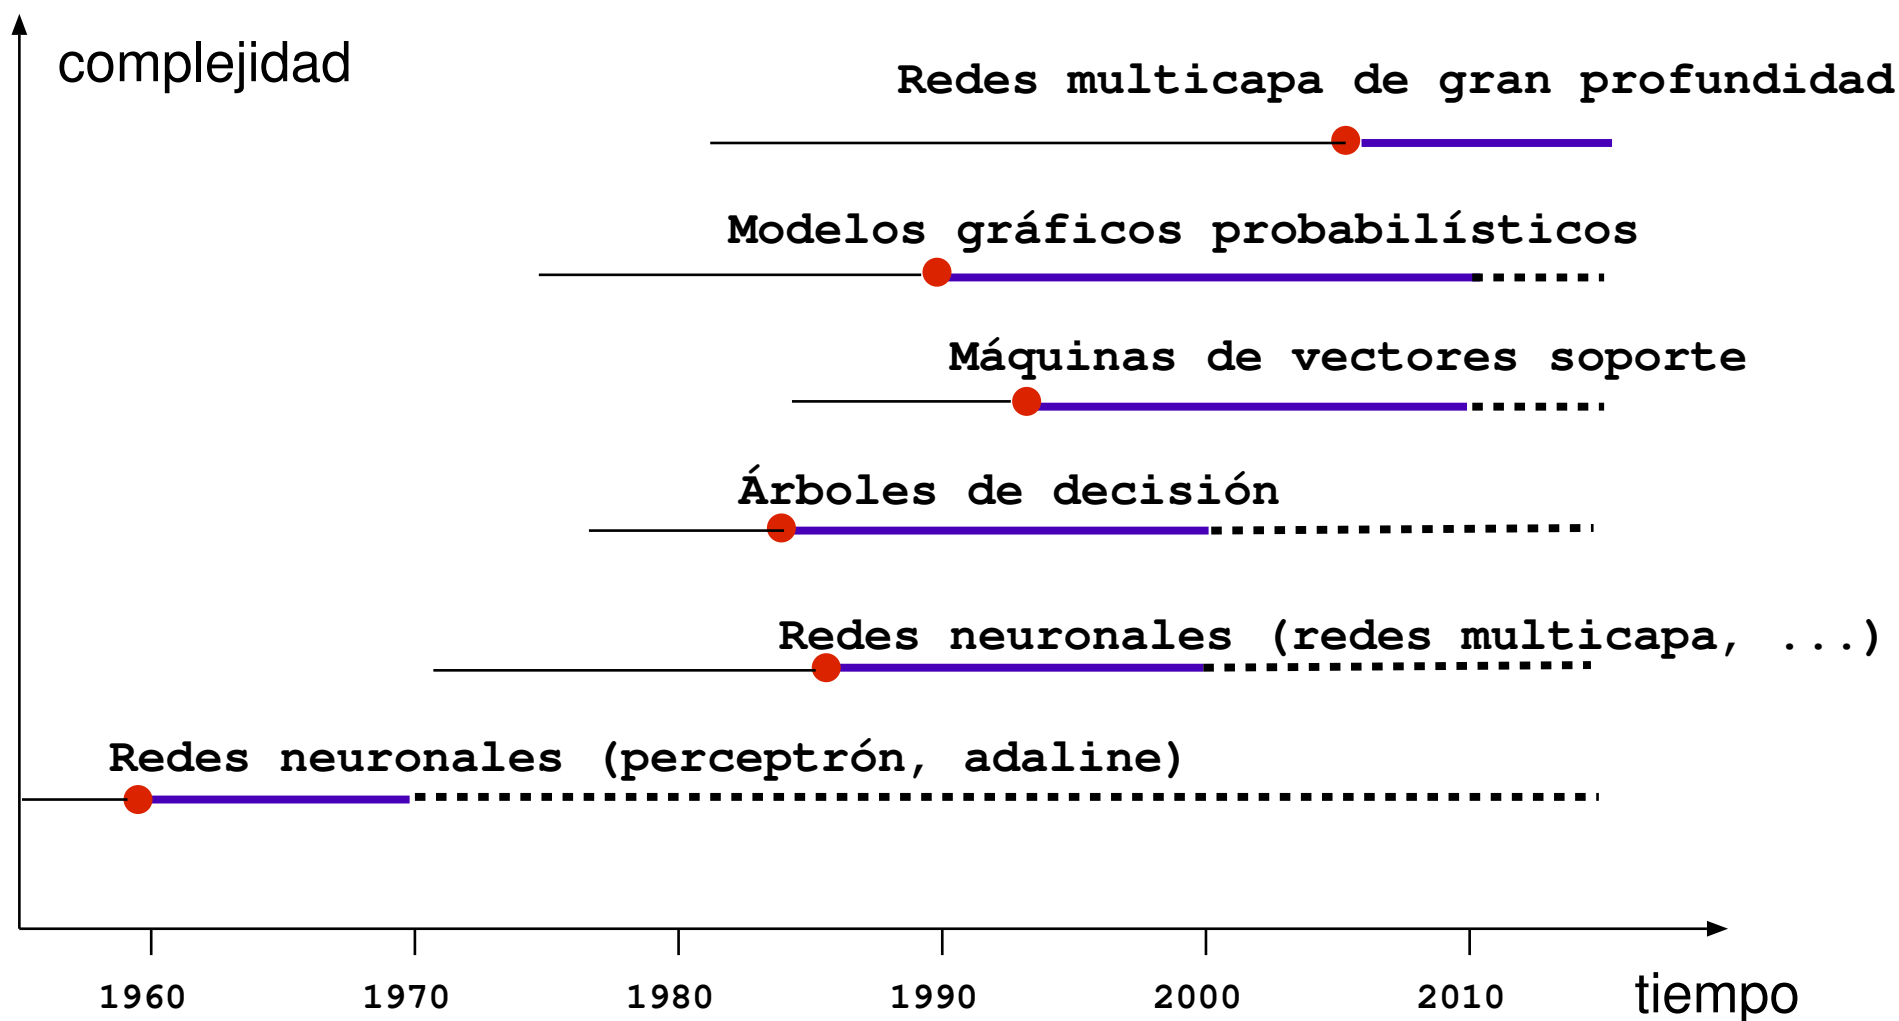 complejidad
Redes multicapa de gran profundidad
Modelos gráficos probabilísticos
Máquinas de vectores soporte
Árboles de decisión
Redes neuronales (redes multicapa, ...)
Redes neuronales (perceptrón, adaline)
1960 1970 1980 1990 2000 2010 tiempo